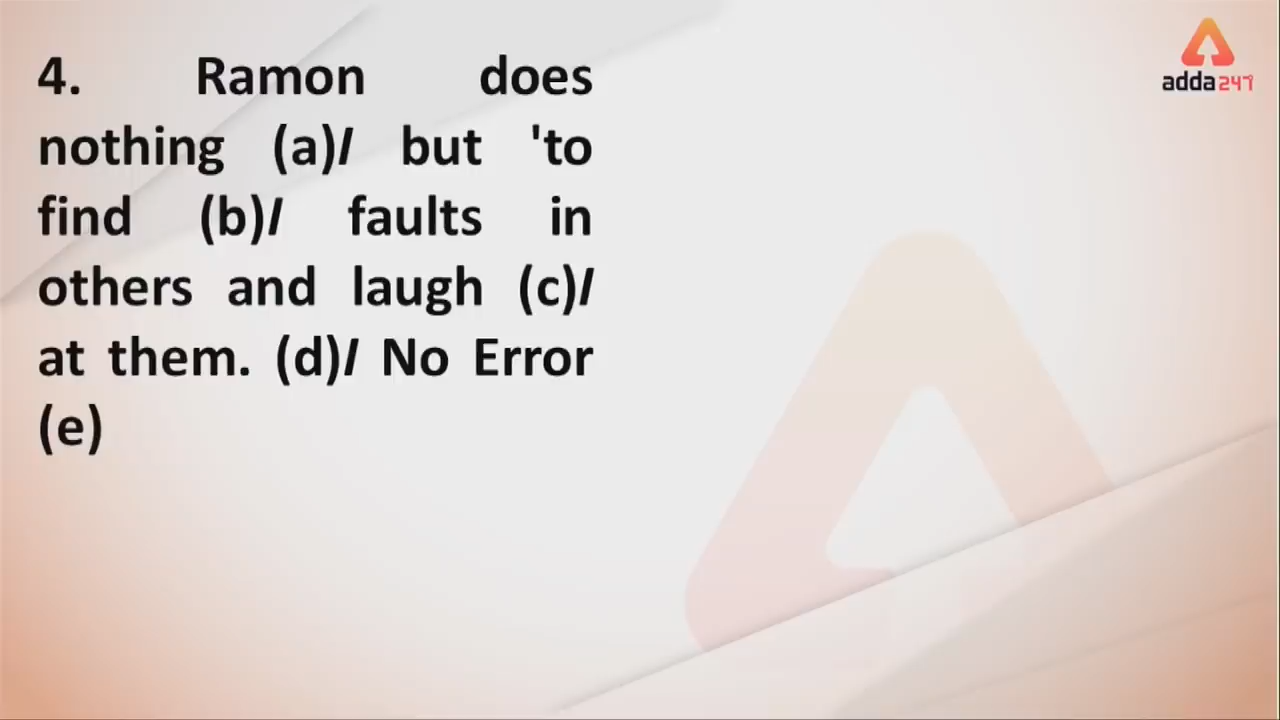 4. Ramon does
nothing (a)/ but 'to
find (b)/ faults in
others and laugh (c)/
at them. (d)/ No Error
(e)
adda247